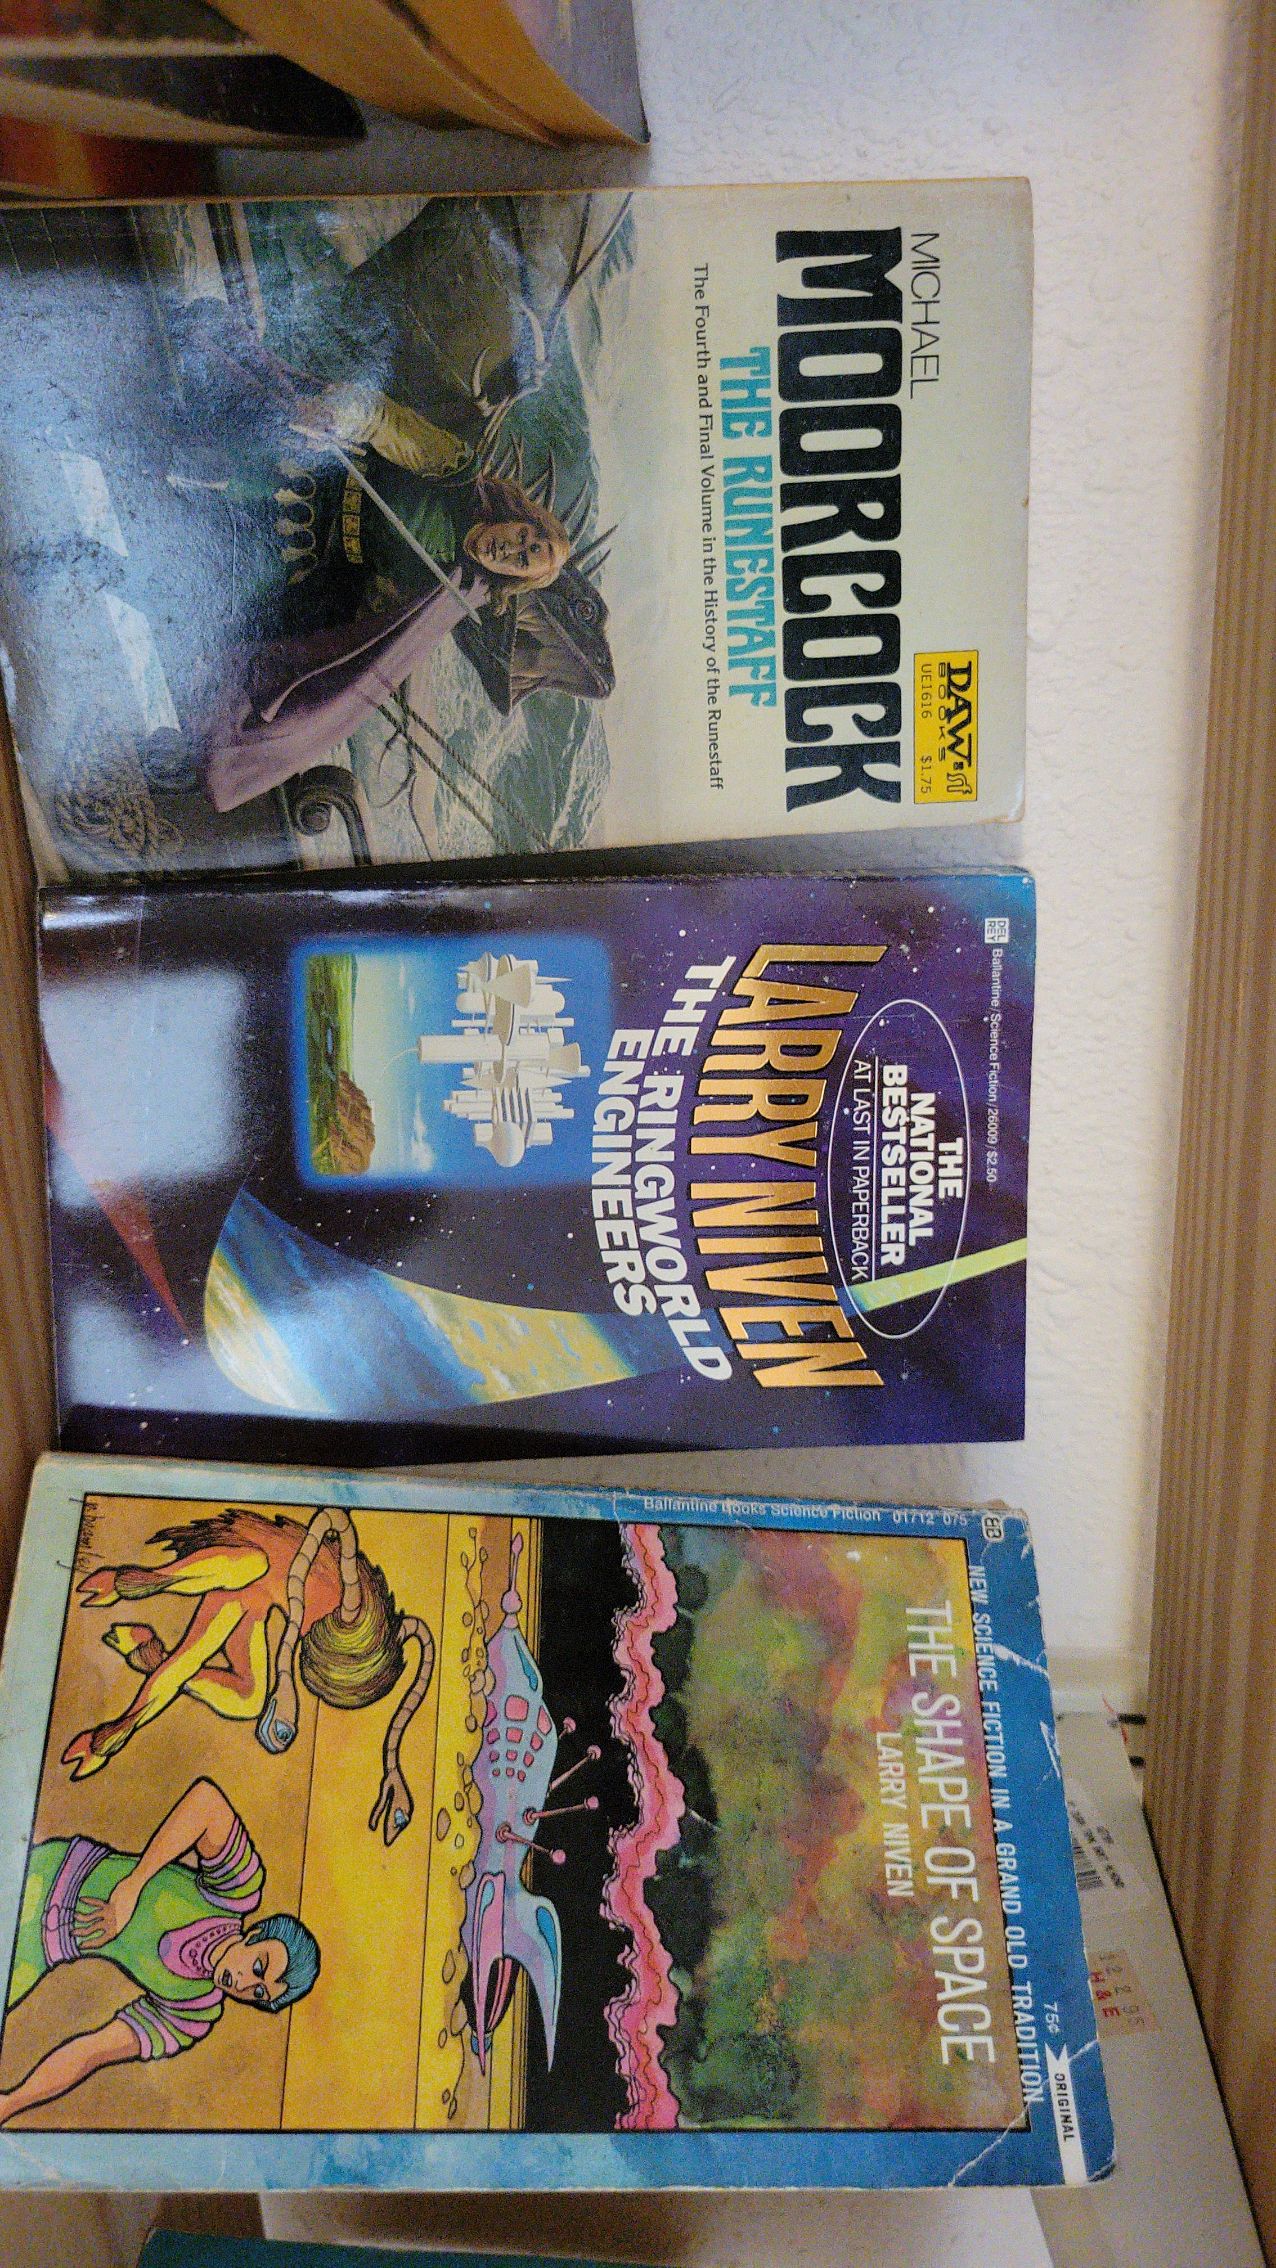 MICHAEL
MOORCOCK
THE RUNESTAFF
The Fourth and Final Volume in the History of the Runestaff
DAW
BOOKS
UE1616 $1.75
DEL
REY
Ballantine/Science Fiction/26009/$2.50
THE
NATIONAL
BESTSELLER
AT LAST IN PAPERBACK
LARRY NIVEN
THE RINGWORLD
ENGINEERS
BB
Ballantine Books Science Fiction 01712 075
75¢ ORIGINAL
NEW SCIENCE FICTION IN A GRAND OLD TRADITION
THE SHAPE OF SPACE
LARRY NIVEN
H & E